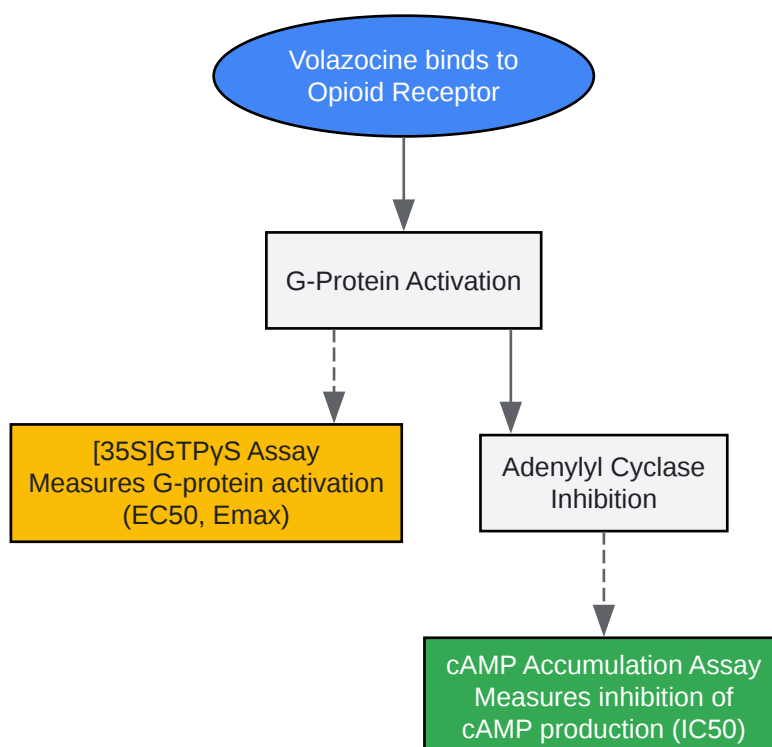 Volazocine binds to
Opioid Receptor
G-Protein Activation
[35S]GTPγS Assay
Measures G-protein activation
(EC50, Emax)
Adenylyl Cyclase
Inhibition
cAMP Accumulation Assay
Measures inhibition of
cAMP production (IC50)